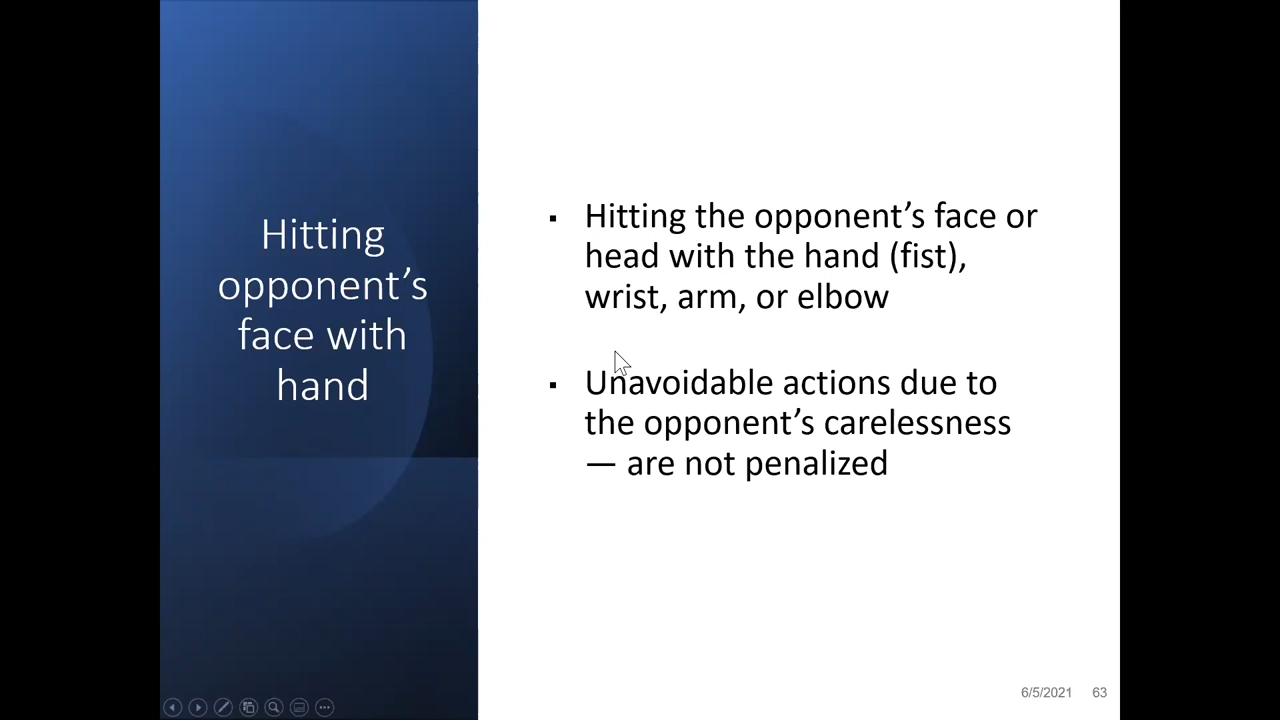 Hitting
opponent’s
face with
hand
▪ Hitting the opponent’s face or
head with the hand (fist),
wrist, arm, or elbow
▪ Unavoidable actions due to
the opponent’s carelessness
— are not penalized
6/5/2021 63